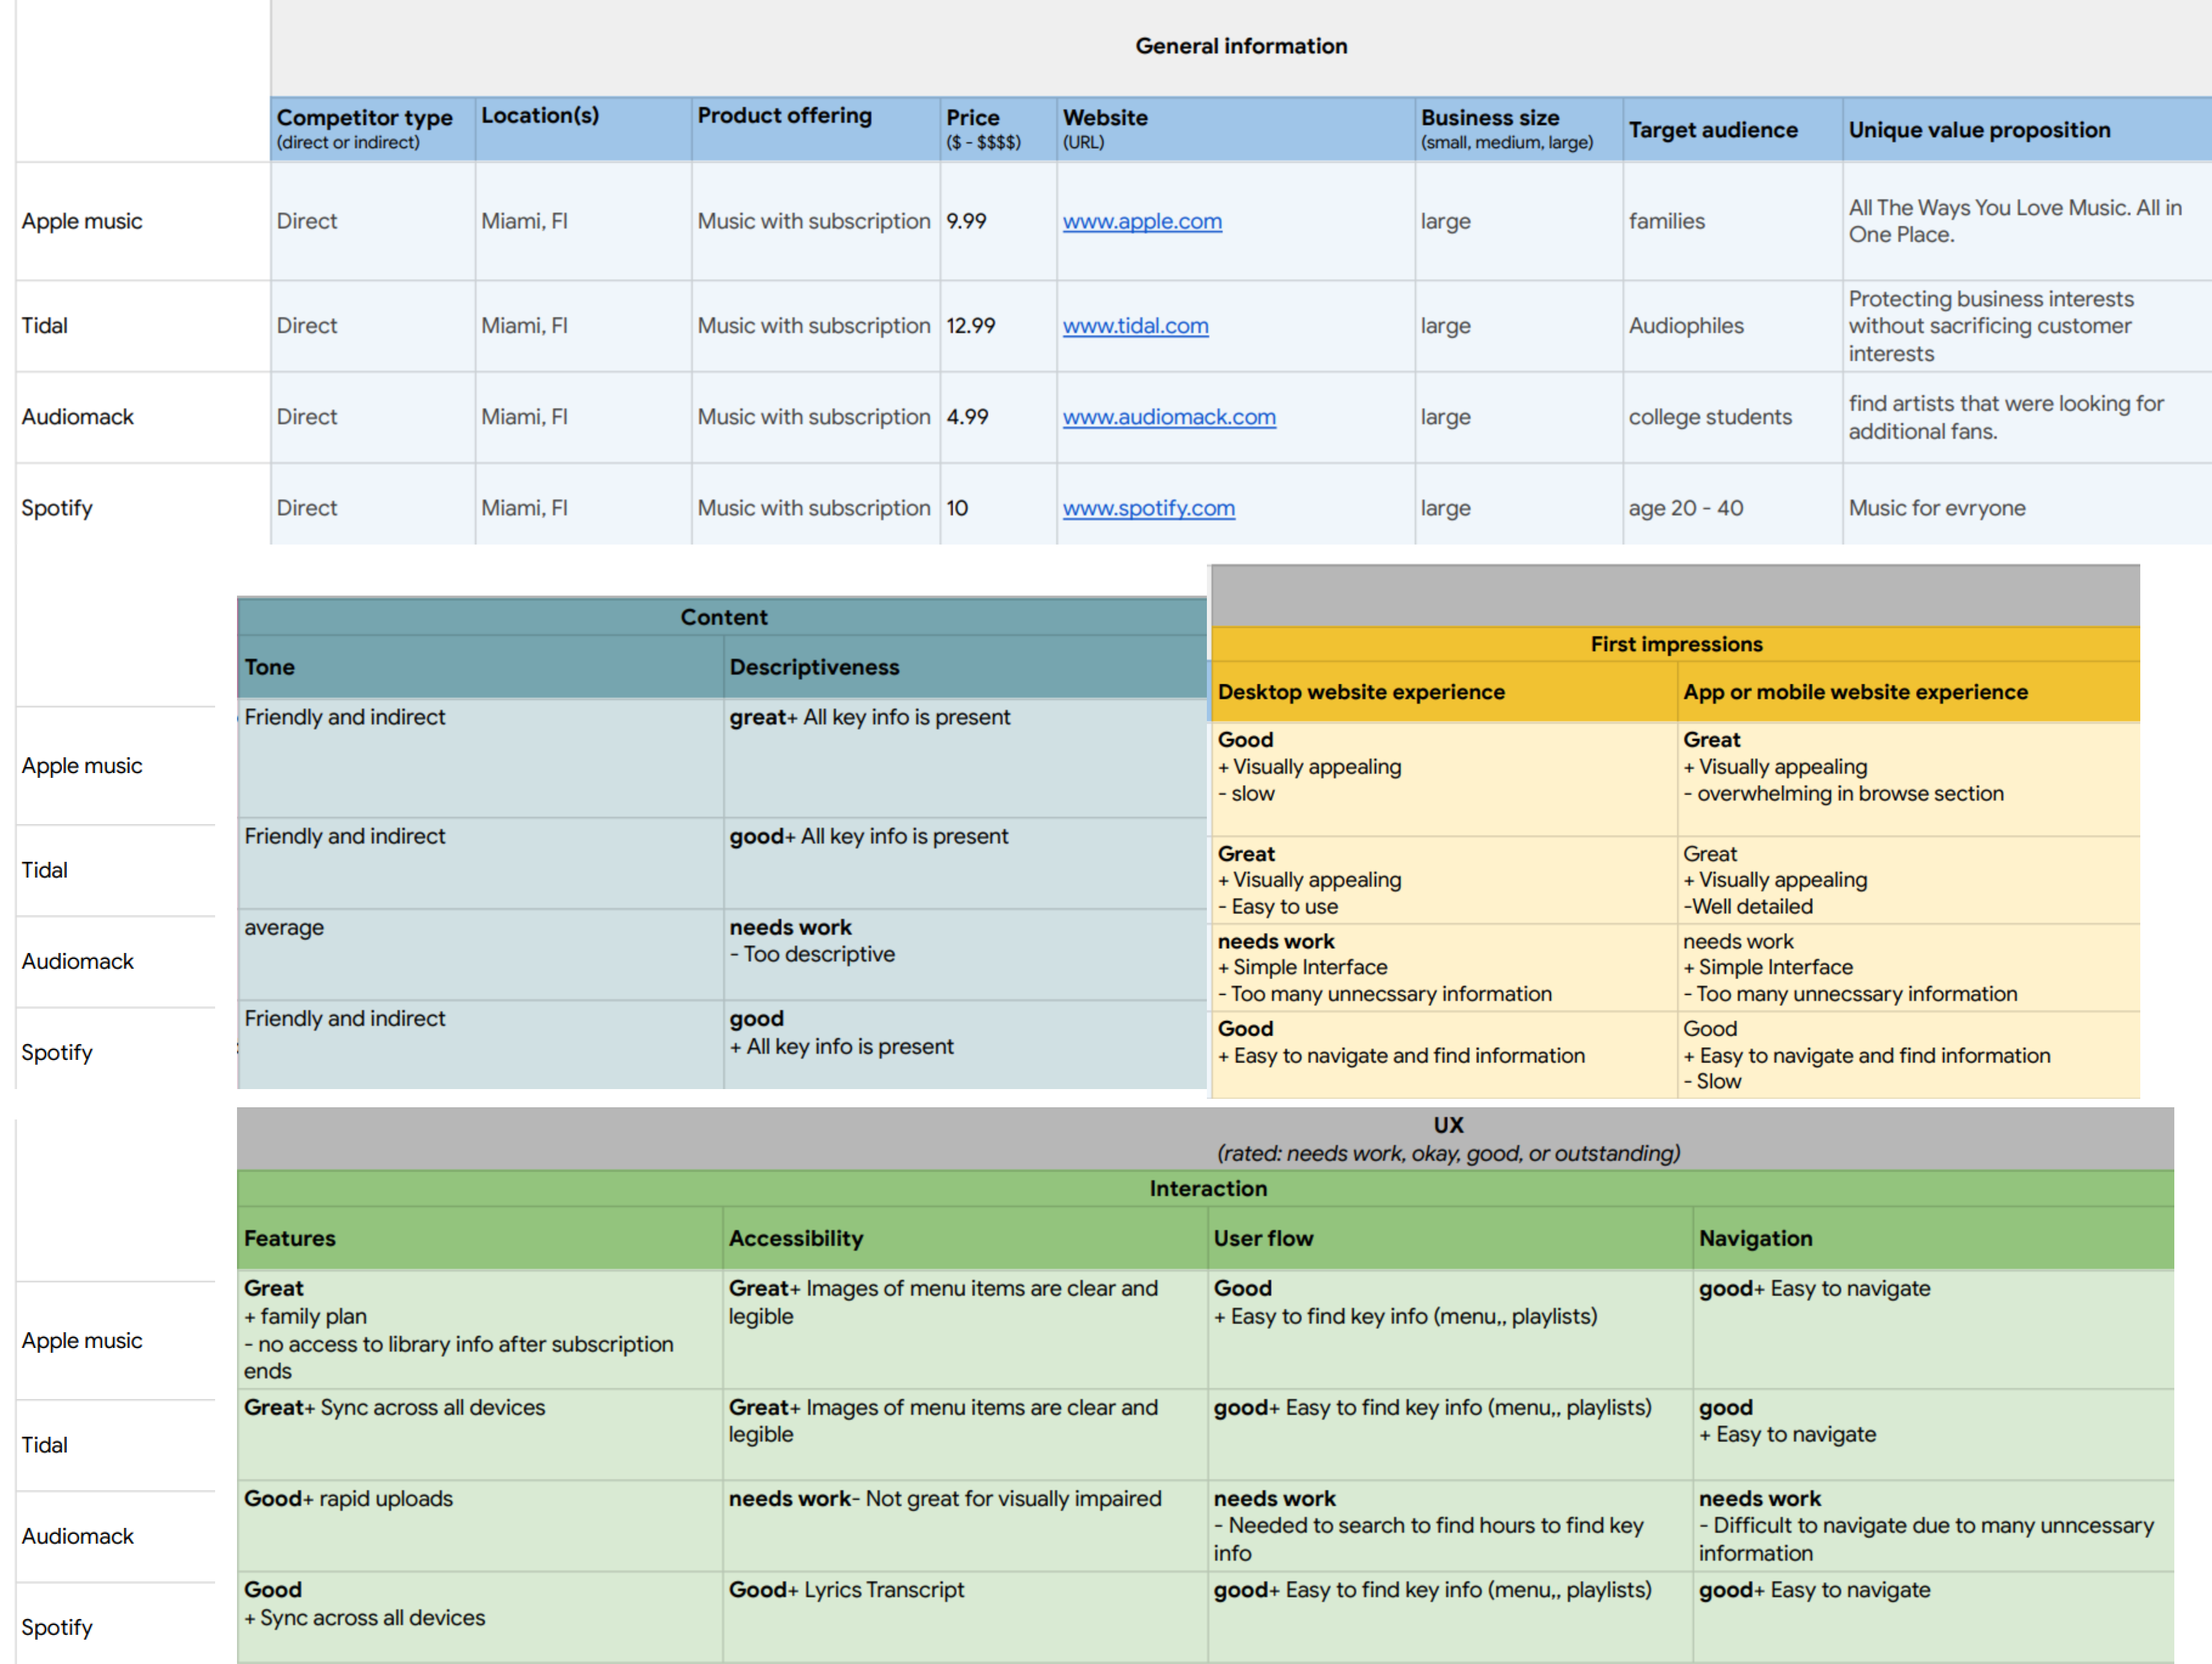 General information
Competitor type
(direct or indirect)
Location(s)
Product offering
Price
($ - $$$$)
Website
(URL)
Business size
(small, medium, large)
Target audience
Unique value proposition
Apple music
Direct
Miami, Fl
Music with subscription
9.99
www.apple.com
large
families
All The Ways You Love Music. All in
One Place.
Tidal
Direct
Miami, Fl
Music with subscription
12.99
www.tidal.com
large
Audiophiles
Protecting business interests
without sacrificing customer
interests
Audiomack
Direct
Miami, Fl
Music with subscription
4.99
www.audiomack.com
large
college students
find artists that were looking for
additional fans.
Spotify
Direct
Miami, Fl
Music with subscription
10
www.spotify.com
large
age 20 - 40
Music for evryone
Content
First impressions
Tone
Descriptiveness
Desktop website experience
App or mobile website experience
Apple music
Friendly and indirect
great+ All key info is present
Good
+ Visually appealing
- slow
Great
+ Visually appealing
- overwhelming in browse section
Tidal
Friendly and indirect
good+ All key info is present
Great
+ Visually appealing
- Easy to use
Great
+ Visually appealing
-Well detailed
Audiomack
average
needs work
- Too descriptive
needs work
+ Simple Interface
- Too many unnecssary information
needs work
+ Simple Interface
- Too many unnecssary information
Spotify
Friendly and indirect
good
+ All key info is present
Good
+ Easy to navigate and find information
Good
+ Easy to navigate and find information
- Slow
UX
(rated: needs work, okay, good, or outstanding)
Interaction
Features
Accessibility
User flow
Navigation
Apple music
Great
+ family plan
- no access to library info after subscription
ends
Great+ Images of menu items are clear and
legible
Good
+ Easy to find key info (menu,, playlists)
good+ Easy to navigate
Tidal
Great+ Sync across all devices
Great+ Images of menu items are clear and
legible
good+ Easy to find key info (menu,, playlists)
good
+ Easy to navigate
Audiomack
Good+ rapid uploads
needs work- Not great for visually impaired
needs work
- Needed to search to find hours to find key
info
needs work
- Difficult to navigate due to many unncessary
information
Spotify
Good
+ Sync across all devices
Good+ Lyrics Transcript
good+ Easy to find key info (menu,, playlists)
good+ Easy to navigate